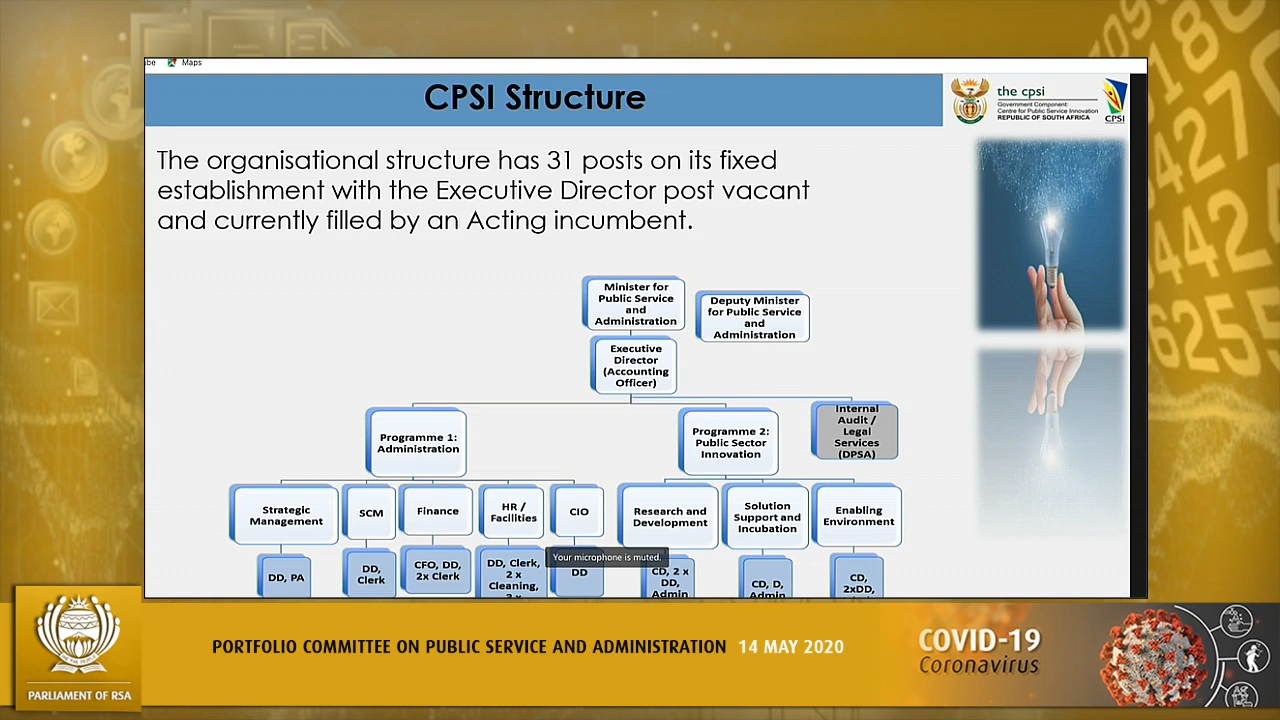 Maps
CPSI Structure
the cpsi
Government Component:
Centre for Public Service Innovation
REPUBLIC OF SOUTH AFRICA
CPSI
The organisational structure has 31 posts on its fixed
establishment with the Executive Director post vacant
and currently filled by an Acting incumbent.
Minister for
Public Service
and
Administration
Deputy Minister
for Public Service
and
Administration
Executive
Director
(Accounting
Officer)
Programme 1:
Administration
Programme 2:
Public Sector
Innovation
Internal
Audit /
Legal
Services
(DPSA)
Strategic
Management
SCM
Finance
HR /
Facilities
CIO
Research and
Development
Solution
Support and
Incubation
Enabling
Environment
DD, PA
DD,
Clerk
CFO, DD,
2x Clerk
DD, Clerk,
2 x
Cleaning,
Your microphone is muted.
DD
CD, 2 x
DD,
Admin
CD, D,
Admin
CD,
2xDD,
PARLIAMENT OF RSA
PORTFOLIO COMMITTEE ON PUBLIC SERVICE AND ADMINISTRATION 14 MAY 2020
COVID-19
Coronavirus